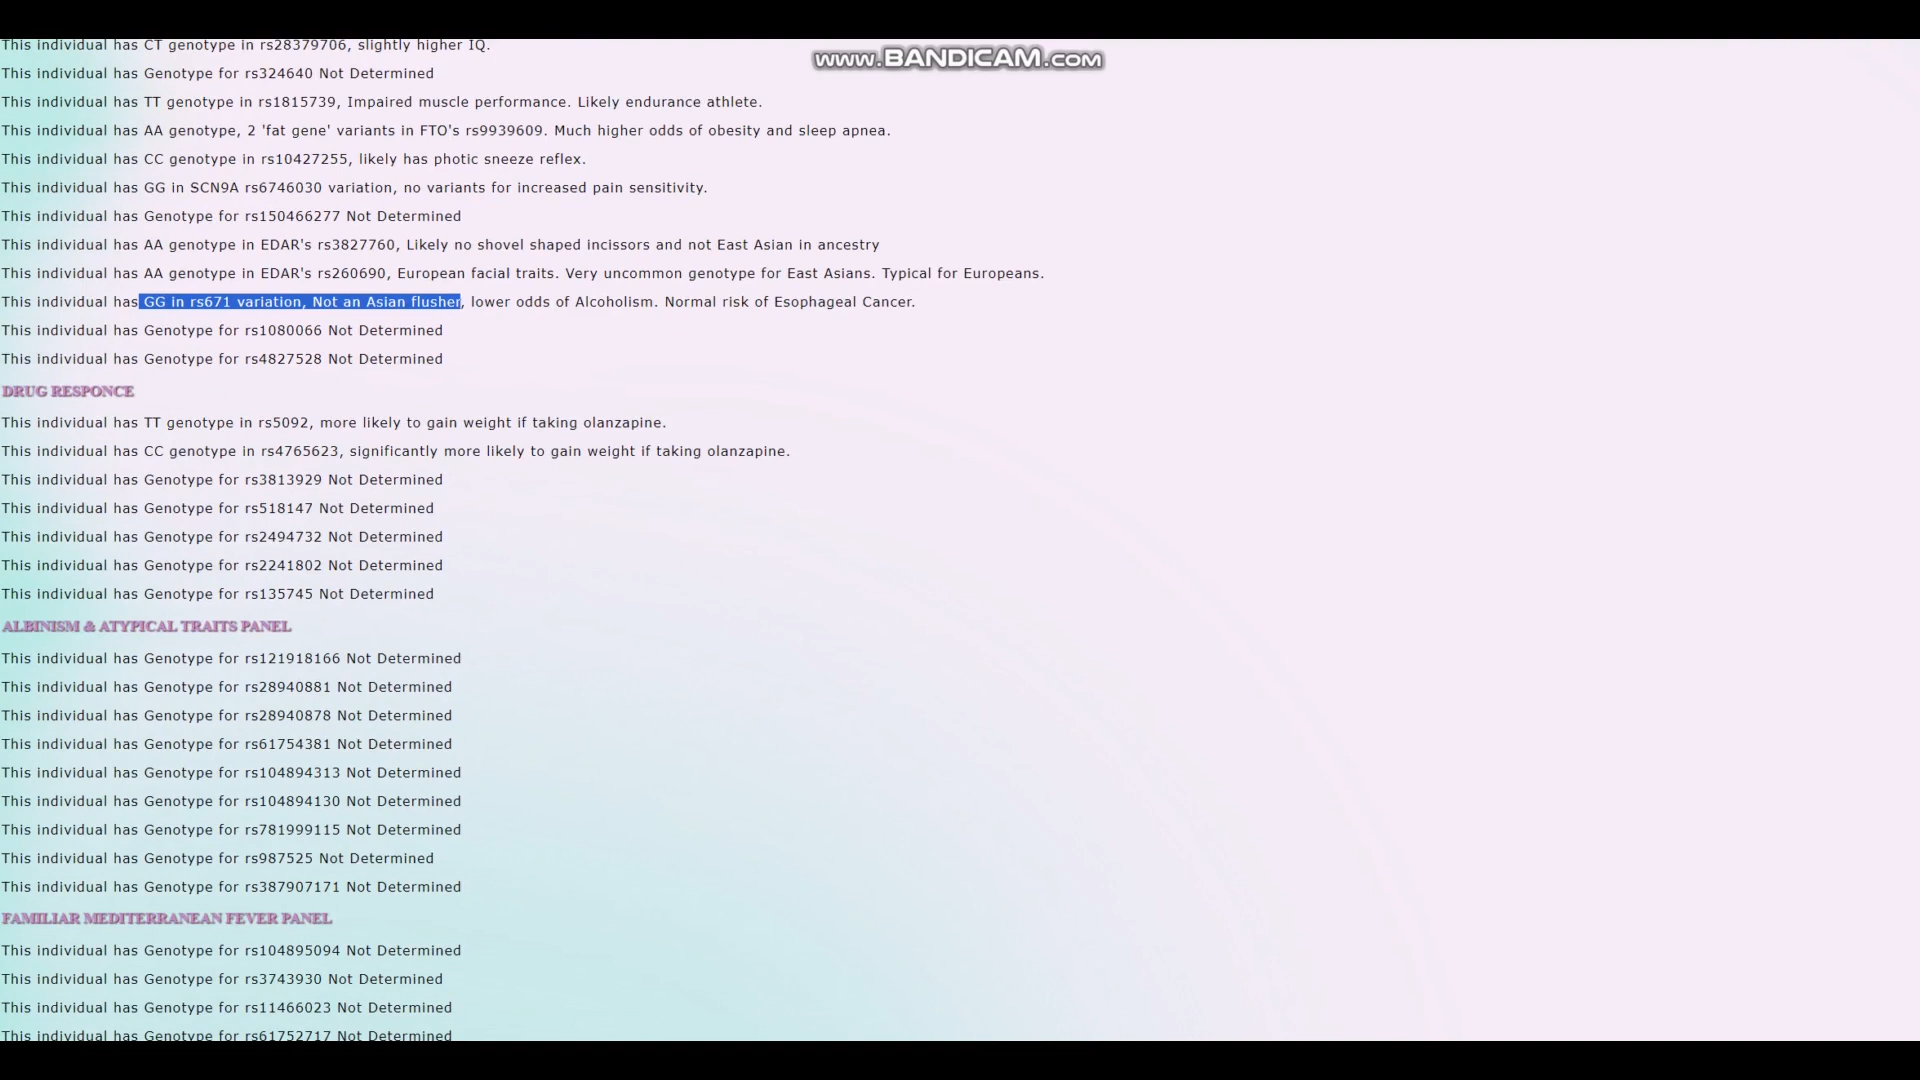 This individual has CT genotype in rs28379706, slightly higher IQ.
www.BANDICAM.com
This individual has Genotype for rs324640 Not Determined
This individual has TT genotype in rs1815739, Impaired muscle performance. Likely endurance athlete.
This individual has AA genotype, 2 'fat gene' variants in FTO's rs9939609. Much higher odds of obesity and sleep apnea.
This individual has CC genotype in rs10427255, likely has photic sneeze reflex.
This individual has GG in SCN9A rs6746030 variation, no variants for increased pain sensitivity.
This individual has Genotype for rs150466277 Not Determined
This individual has AA genotype in EDAR's rs3827760, Likely no shovel shaped incissors and not East Asian in ancestry
This individual has AA genotype in EDAR's rs260690, European facial traits. Very uncommon genotype for East Asians. Typical for Europeans.
This individual has GG in rs671 variation, Not an Asian flusher, lower odds of Alcoholism. Normal risk of Esophageal Cancer.
This individual has Genotype for rs1080066 Not Determined
This individual has Genotype for rs4827528 Not Determined
DRUG RESPONCE
This individual has TT genotype in rs5092, more likely to gain weight if taking olanzapine.
This individual has CC genotype in rs4765623, significantly more likely to gain weight if taking olanzapine.
This individual has Genotype for rs3813929 Not Determined
This individual has Genotype for rs518147 Not Determined
This individual has Genotype for rs2494732 Not Determined
This individual has Genotype for rs2241802 Not Determined
This individual has Genotype for rs135745 Not Determined
ALBINISM & ATYPICAL TRAITS PANEL
This individual has Genotype for rs121918166 Not Determined
This individual has Genotype for rs28940881 Not Determined
This individual has Genotype for rs28940878 Not Determined
This individual has Genotype for rs61754381 Not Determined
This individual has Genotype for rs104894313 Not Determined
This individual has Genotype for rs104894130 Not Determined
This individual has Genotype for rs781999115 Not Determined
This individual has Genotype for rs987525 Not Determined
This individual has Genotype for rs387907171 Not Determined
FAMILIAR MEDITERRANEAN FEVER PANEL
This individual has Genotype for rs104895094 Not Determined
This individual has Genotype for rs3743930 Not Determined
This individual has Genotype for rs11466023 Not Determined
This individual has Genotype for rs61752717 Not Determined